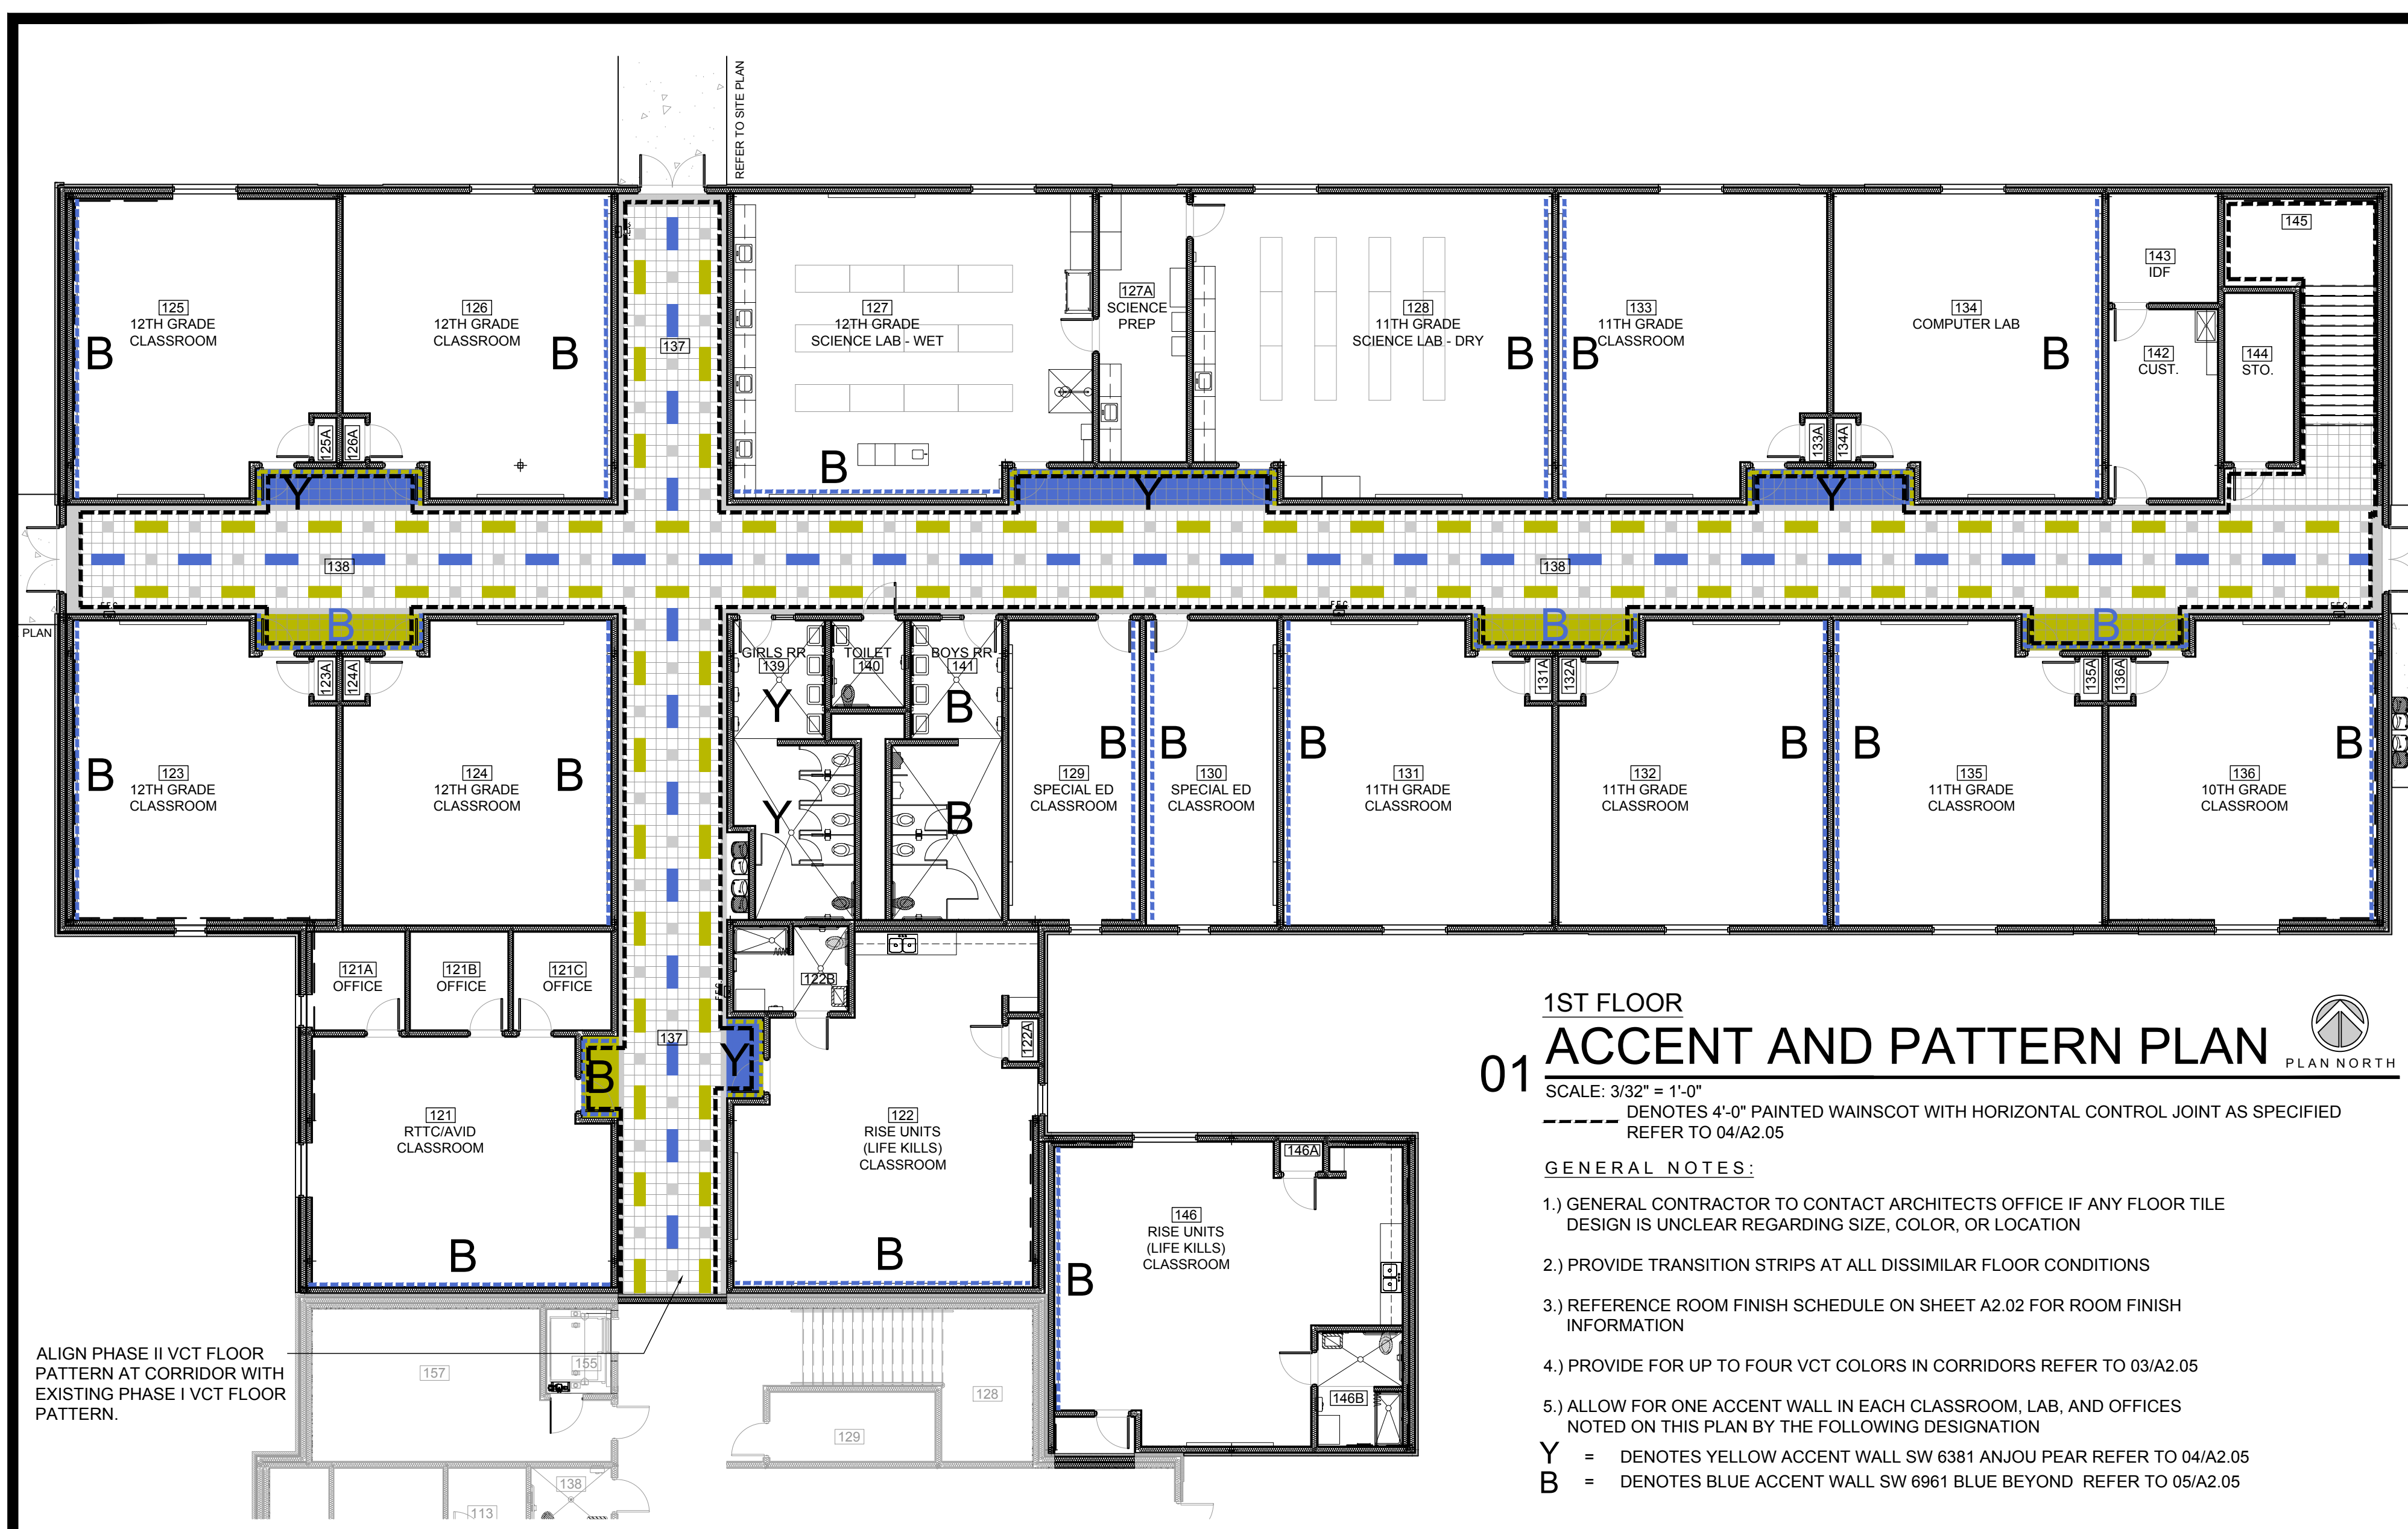 REFER TO SITE PLAN
125
12TH GRADE
CLASSROOM
B
126
12TH GRADE
CLASSROOM
B
137
127
12TH GRADE
SCIENCE LAB - WET
B
127A
SCIENCE
PREP
128
11TH GRADE
SCIENCE LAB - DRY
B
133
11TH GRADE
CLASSROOM
B
134
COMPUTER LAB
B
143
IDF
142
CUST.
145
144
STO.
125A
126A
133A
134A
Y
Y
Y
138
138
F.E.C.
F.E.C.
F.E.C.
F.E.C.
F.E.C.
PLAN
B
B
B
123A
124A
131A
132A
135A
136A
GIRLS RR
139
TOILET
140
BOYS RR
141
Y
B
Y
B
123
12TH GRADE
CLASSROOM
B
124
12TH GRADE
CLASSROOM
B
129
SPECIAL ED
CLASSROOM
B
130
SPECIAL ED
CLASSROOM
B
131
11TH GRADE
CLASSROOM
B
132
11TH GRADE
CLASSROOM
B
135
11TH GRADE
CLASSROOM
B
136
10TH GRADE
CLASSROOM
B
121A
OFFICE
121B
OFFICE
121C
OFFICE
122B
122A
137
B
Y
121
RTTC/AVID
CLASSROOM
B
122
RISE UNITS
(LIFE KILLS)
CLASSROOM
B
146A
146
RISE UNITS
(LIFE KILLS)
CLASSROOM
B
146B
157
155
128
129
138
113
ALIGN PHASE II VCT FLOOR
PATTERN AT CORRIDOR WITH
EXISTING PHASE I VCT FLOOR
PATTERN.
1ST FLOOR
01 ACCENT AND PATTERN PLAN
PLAN NORTH
SCALE: 3/32" = 1'-0"
DENOTES 4'-0" PAINTED WAINSCOT WITH HORIZONTAL CONTROL JOINT AS SPECIFIED
REFER TO 04/A2.05
GENERAL NOTES:
1.) GENERAL CONTRACTOR TO CONTACT ARCHITECTS OFFICE IF ANY FLOOR TILE
DESIGN IS UNCLEAR REGARDING SIZE, COLOR, OR LOCATION
2.) PROVIDE TRANSITION STRIPS AT ALL DISSIMILAR FLOOR CONDITIONS
3.) REFERENCE ROOM FINISH SCHEDULE ON SHEET A2.02 FOR ROOM FINISH
INFORMATION
4.) PROVIDE FOR UP TO FOUR VCT COLORS IN CORRIDORS REFER TO 03/A2.05
5.) ALLOW FOR ONE ACCENT WALL IN EACH CLASSROOM, LAB, AND OFFICES
NOTED ON THIS PLAN BY THE FOLLOWING DESIGNATION
Y = DENOTES YELLOW ACCENT WALL SW 6381 ANJOU PEAR REFER TO 04/A2.05
B = DENOTES BLUE ACCENT WALL SW 6961 BLUE BEYOND REFER TO 05/A2.05